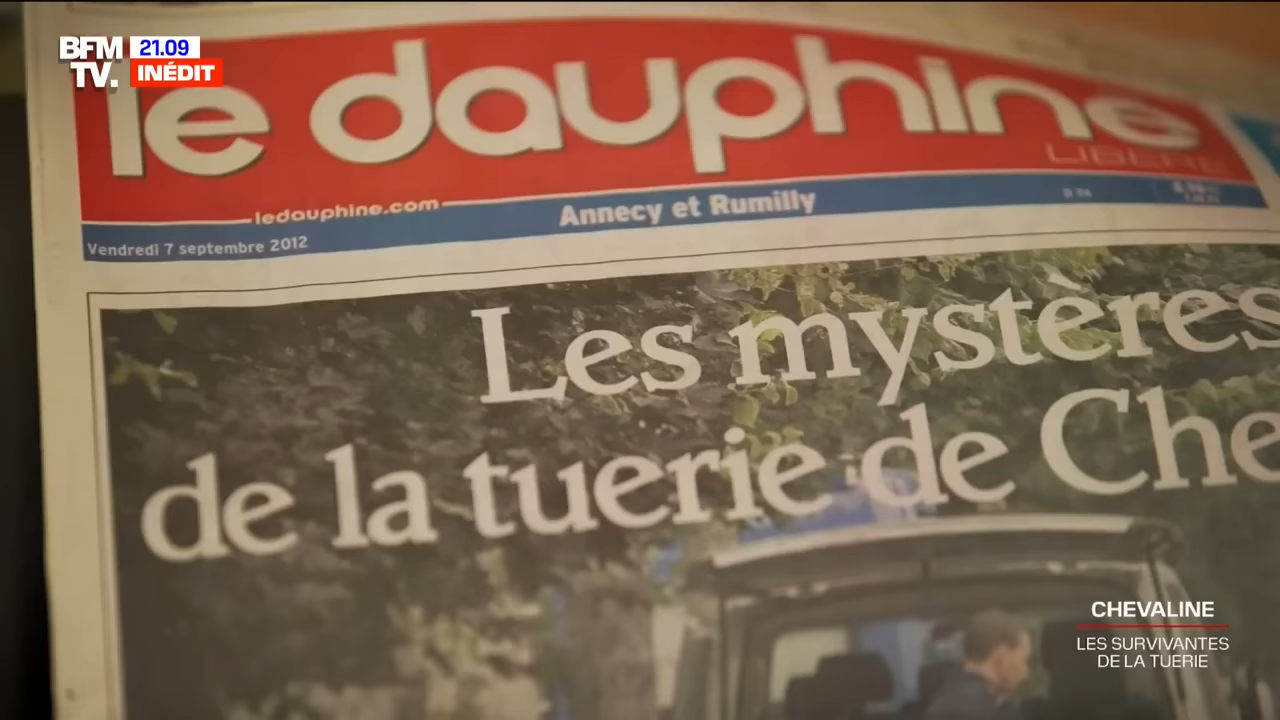 BFM
TV.
21.09
INÉDIT
le dauphine
LIBERE
ledauphine.com
Annecy et Rumilly
Vendredi 7 septembre 2012
Les mystères
de la tuerie de Che
CHEVALINE
LES SURVIVANTES
DE LA TUERIE